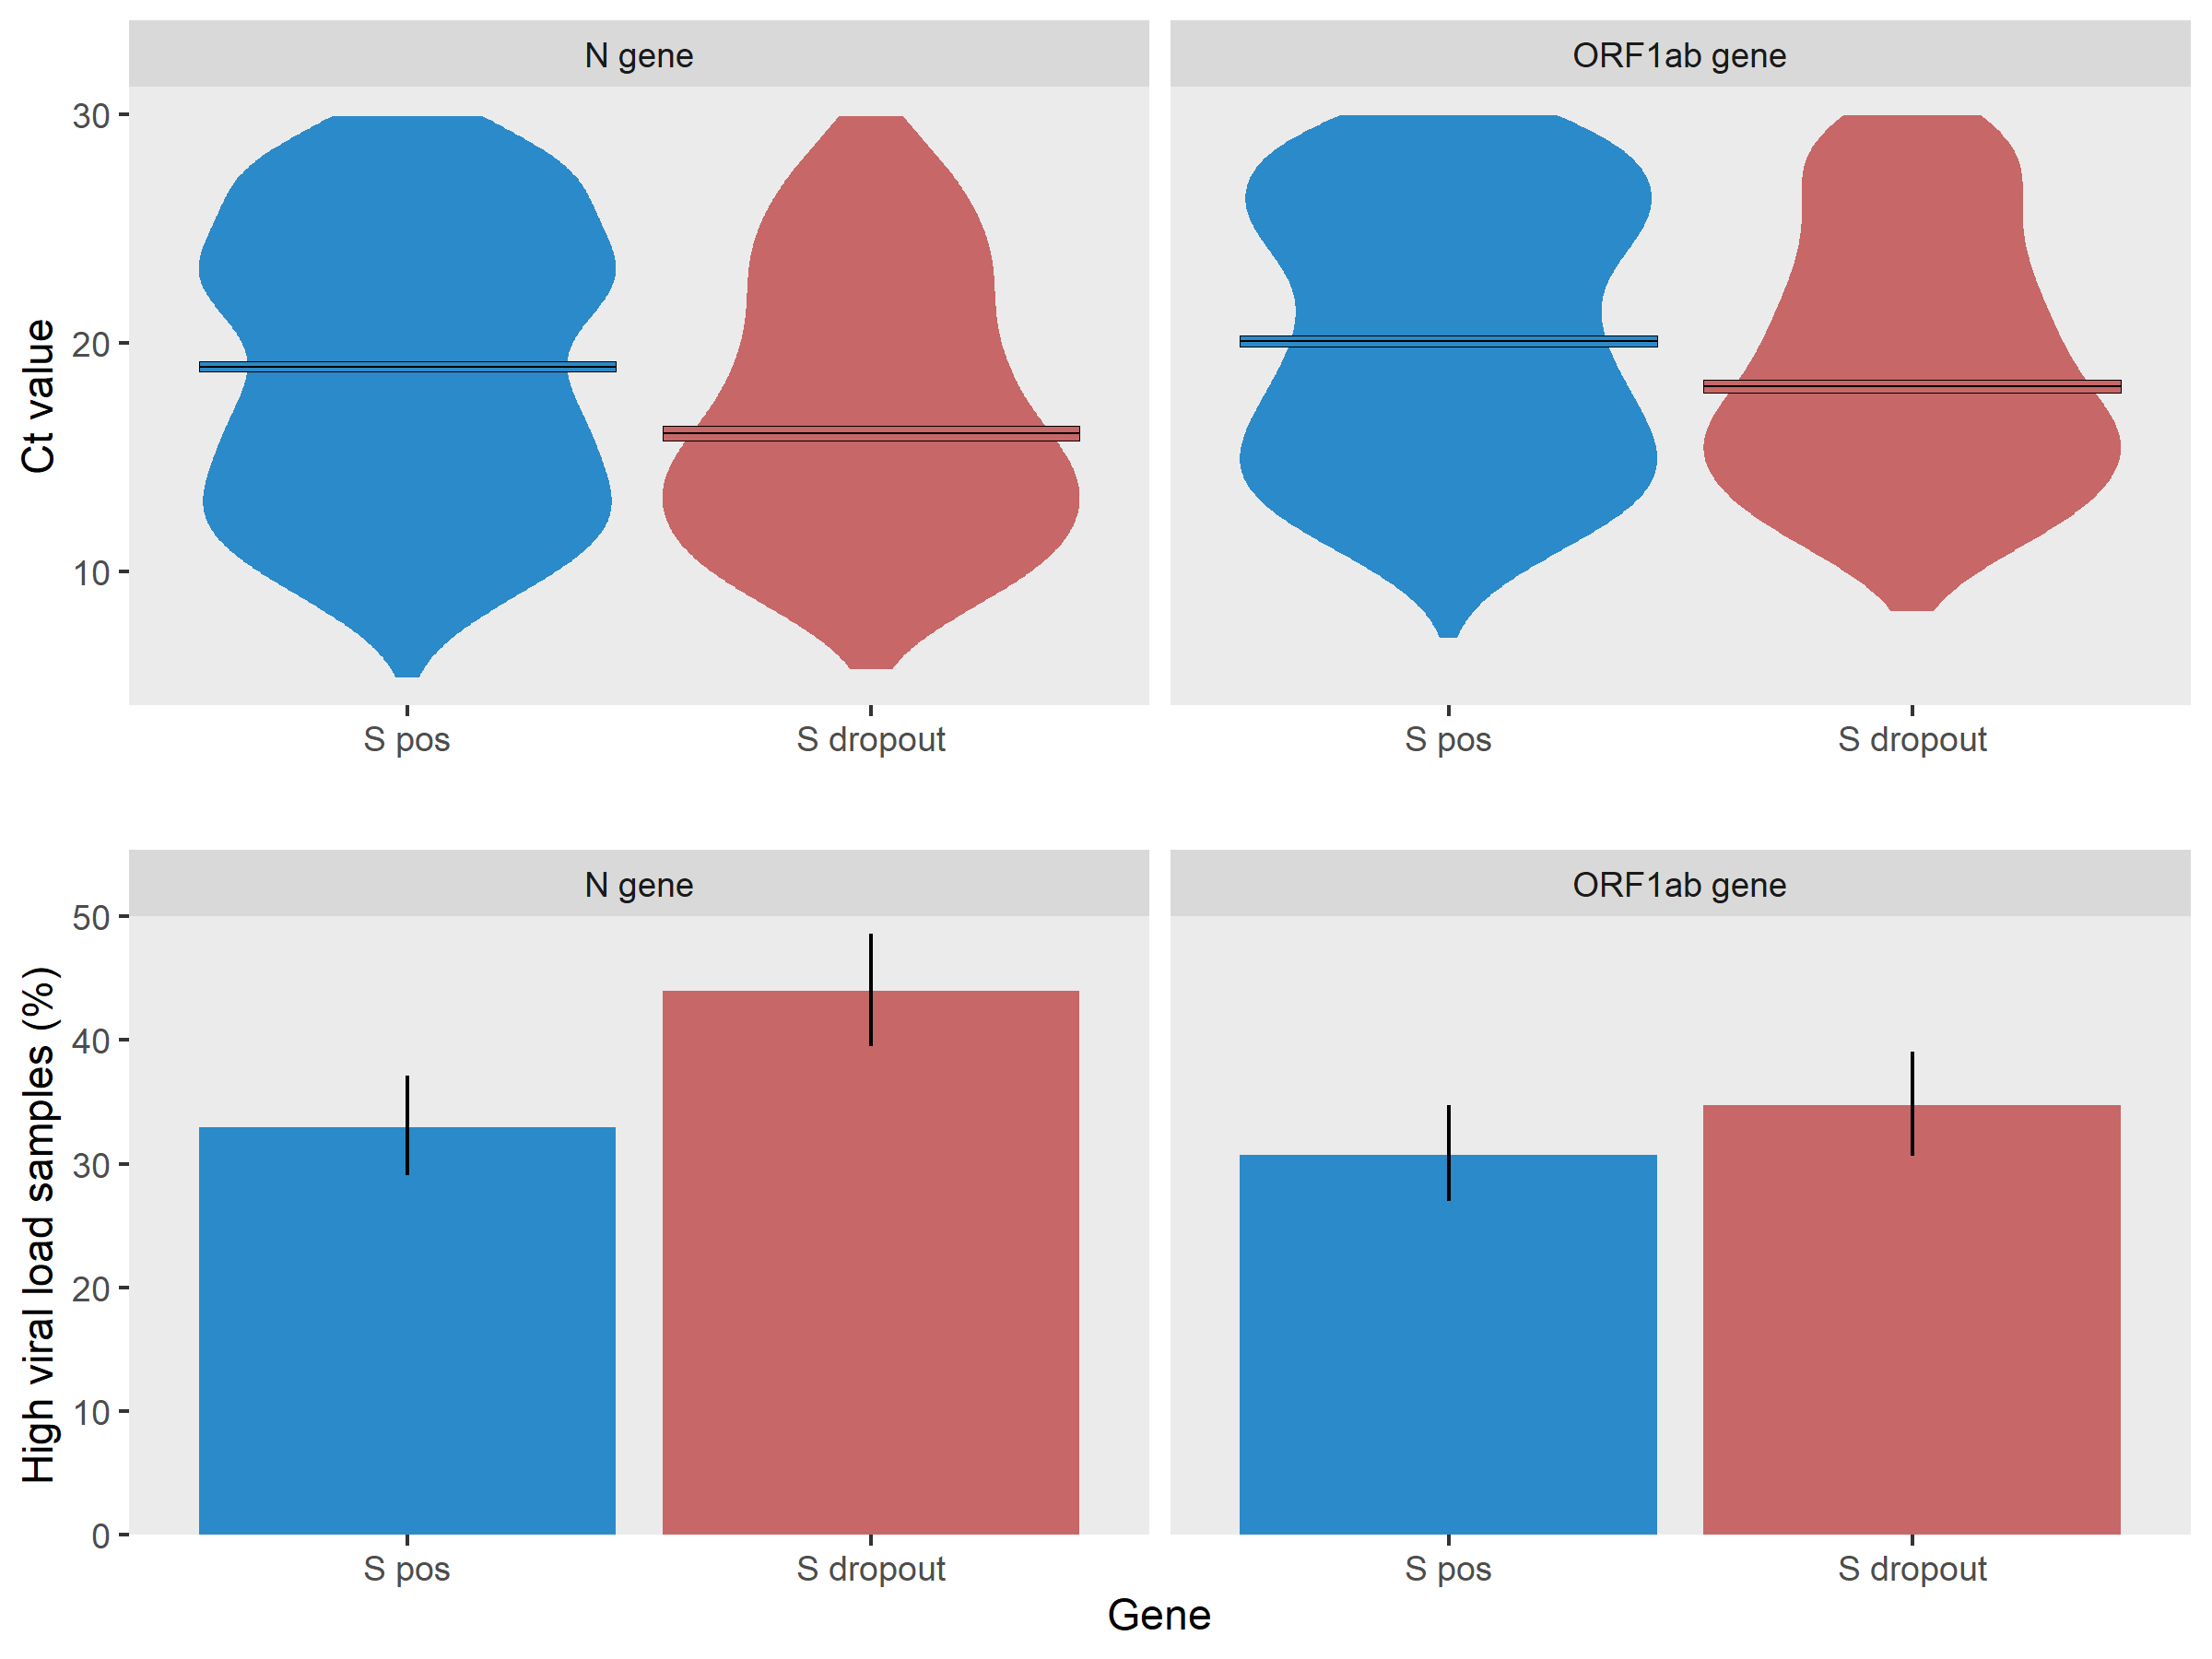 N gene
ORF1ab gene
Ct value
30
20
10
S pos
S dropout
S pos
S dropout
N gene
ORF1ab gene
High viral load samples (%)
50
40
30
20
10
0
S pos
S dropout
S pos
S dropout
Gene